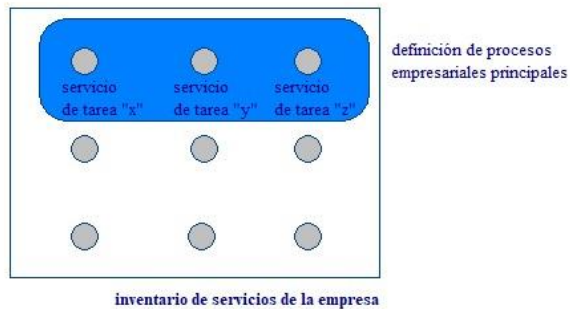 definición de procesos
empresariales principales
servicio
de tarea "x"
servicio
de tarea "y"
servicio
de tarea "z"
inventario de servicios de la empresa